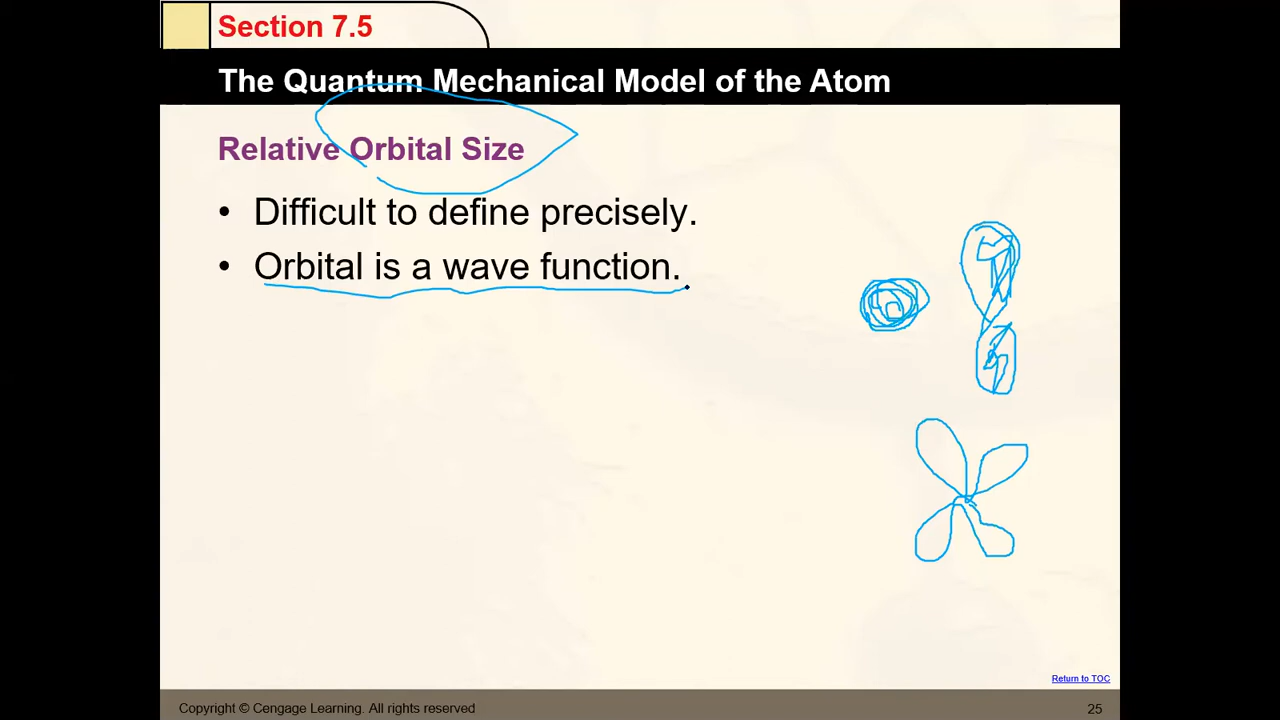 Section 7.5
The Quantum Mechanical Model of the Atom
Relative Orbital Size
• Difficult to define precisely.
• Orbital is a wave function.
Return to TOC
Copyright © Cengage Learning. All rights reserved
25